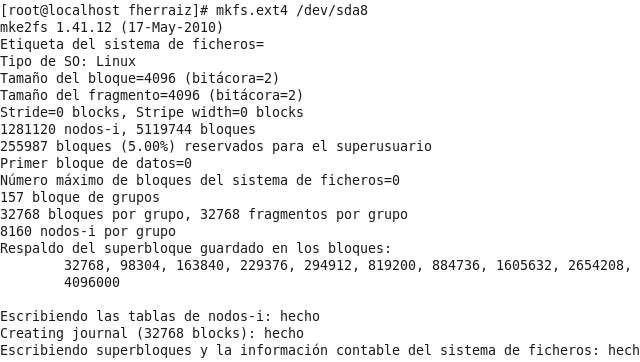 [root@localhost fherraiz]# mkfs.ext4 /dev/sda8
mke2fs 1.41.12 (17-May-2010)
Etiqueta del sistema de ficheros=
Tipo de SO: Linux
Tamaño del bloque=4096 (bitácora=2)
Tamaño del fragmento=4096 (bitácora=2)
Stride=0 blocks, Stripe width=0 blocks
1281120 nodos-i, 5119744 bloques
255987 bloques (5.00%) reservados para el superusuario
Primer bloque de datos=0
Número máximo de bloques del sistema de ficheros=0
157 bloque de grupos
32768 bloques por grupo, 32768 fragmentos por grupo
8160 nodos-i por grupo
Respaldo del superbloque guardado en los bloques:
        32768, 98304, 163840, 229376, 294912, 819200, 884736, 1605632, 2654208,
        4096000

Escribiendo las tablas de nodos-i: hecho
Creating journal (32768 blocks): hecho
Escribiendo superbloques y la información contable del sistema de ficheros: hech